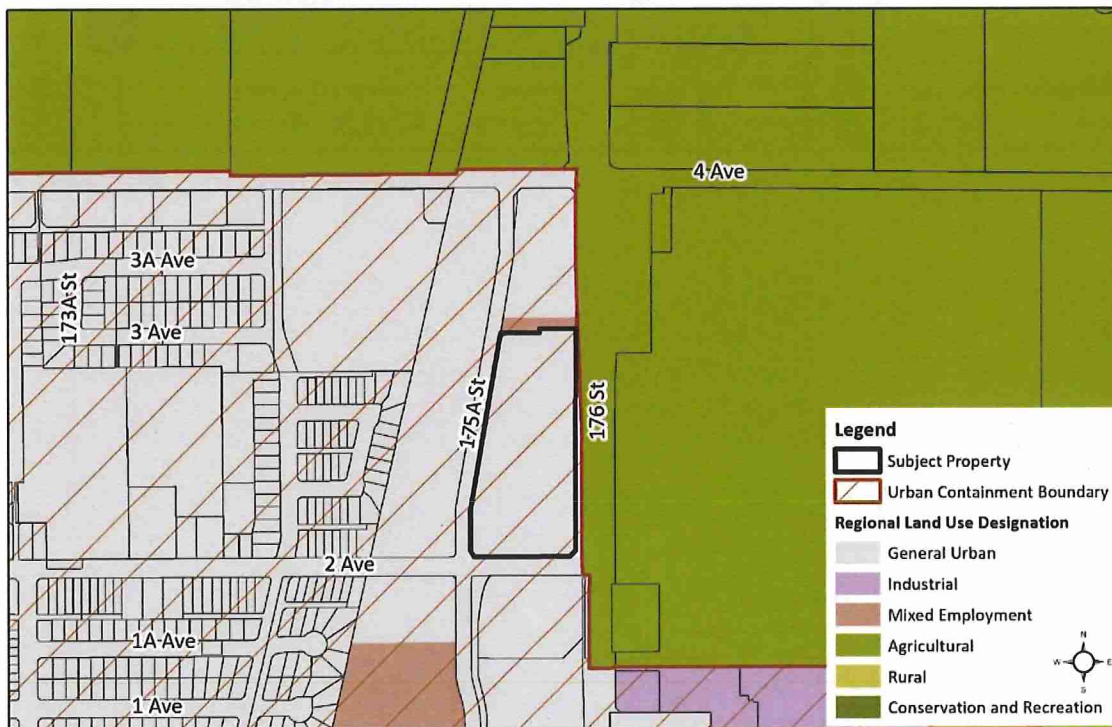 4 Ave
3A Ave
173A St
3 Ave
175A St
176 St
2 Ave
1A Ave
1 Ave
Legend
Subject Property
Urban Containment Boundary
Regional Land Use Designation
General Urban
Industrial
Mixed Employment
Agricultural
Rural
Conservation and Recreation
N
W
E
S